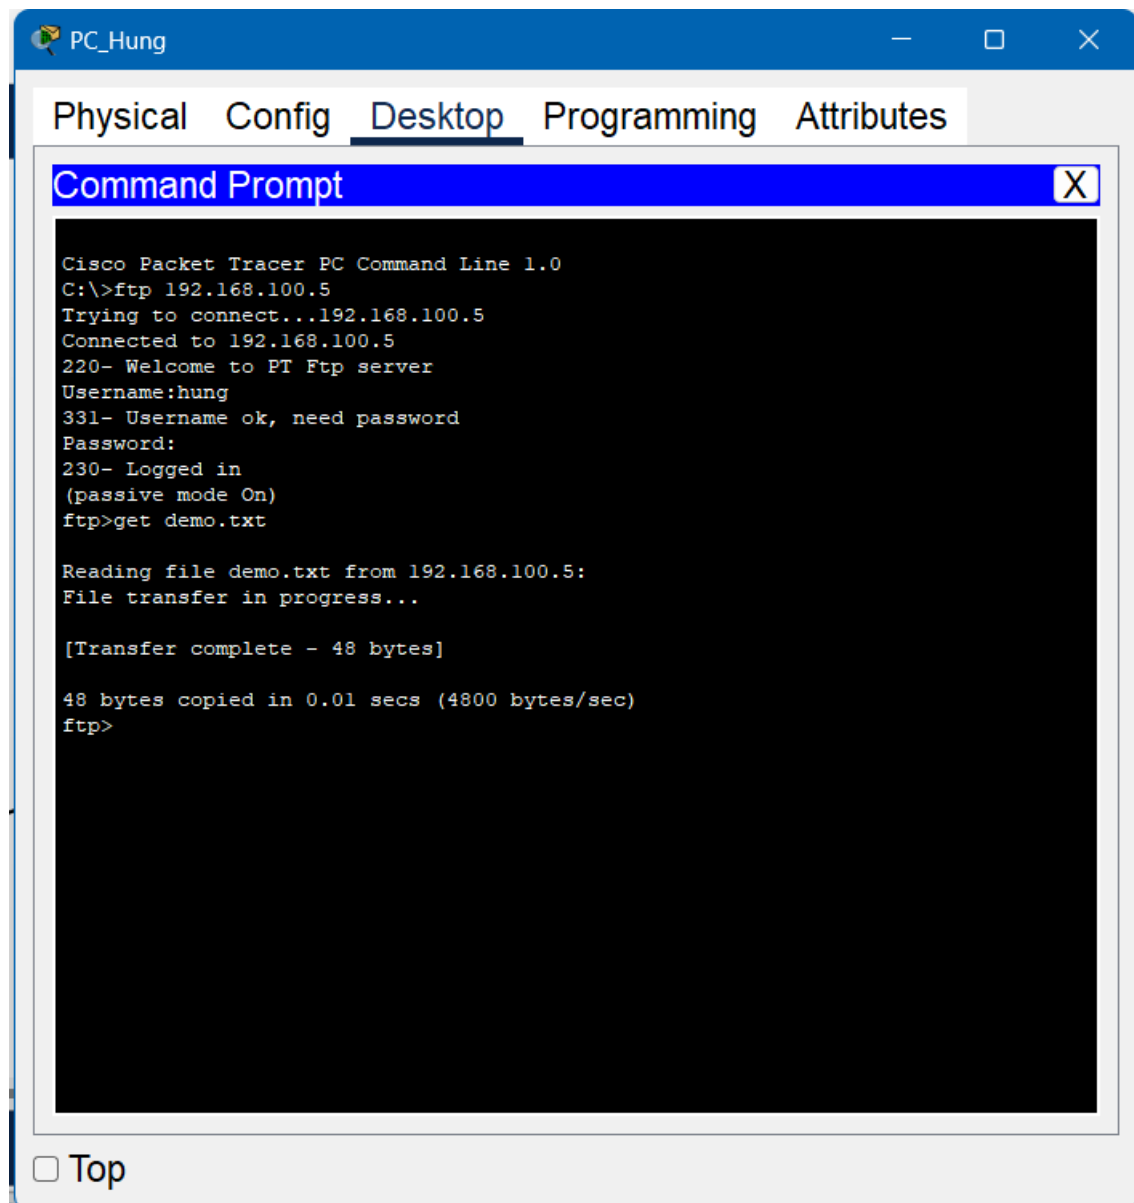 PC_Hung
Physical Config Desktop Programming Attributes
Command Prompt X
Cisco Packet Tracer PC Command Line 1.0
C:\>ftp 192.168.100.5
Trying to connect...192.168.100.5
Connected to 192.168.100.5
220- Welcome to PT Ftp server
Username:hung
331- Username ok, need password
Password:
230- Logged in
(passive mode On)
ftp>get demo.txt
Reading file demo.txt from 192.168.100.5:
File transfer in progress...
[Transfer complete - 48 bytes]
48 bytes copied in 0.01 secs (4800 bytes/sec)
ftp>
Top